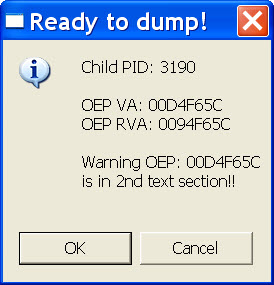 Ready to dump!
Child PID: 3190
OEP VA: 00D4F65C
OEP RVA: 0094F65C
Warning OEP: 00D4F65C
is in 2nd text section!!
OK
Cancel